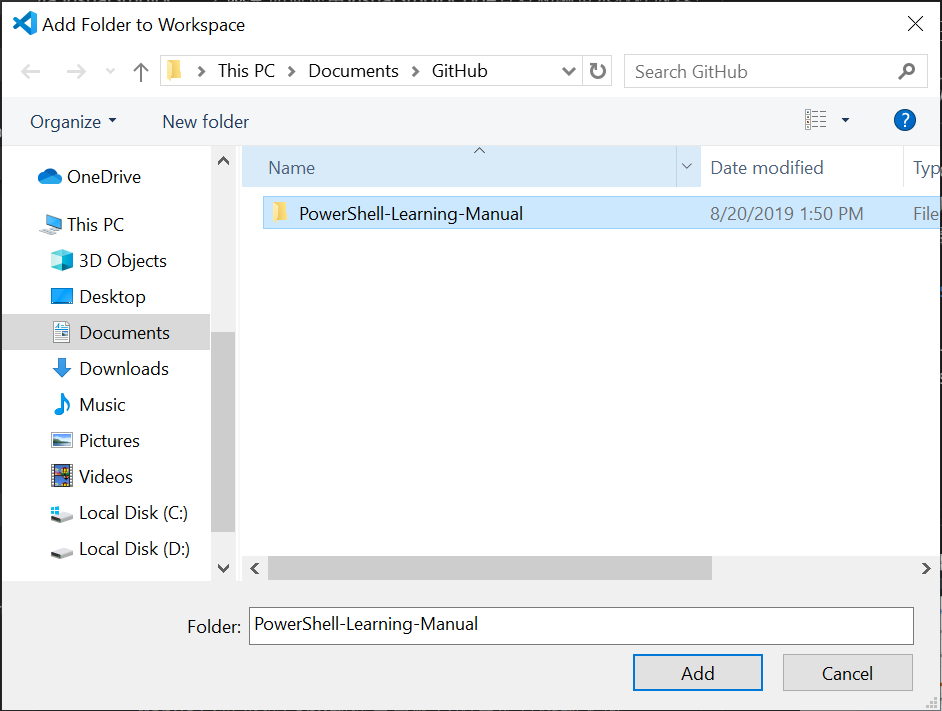 Add Folder to Workspace
This PC Documents GitHub
Search GitHub
Organize New folder
?
Name Date modified Typ
PowerShell-Learning-Manual 8/20/2019 1:50 PM File
OneDrive
This PC
3D Objects
Desktop
Documents
Downloads
Music
Pictures
Videos
Local Disk (C:)
Local Disk (D:)
Folder: PowerShell-Learning-Manual
Add Cancel